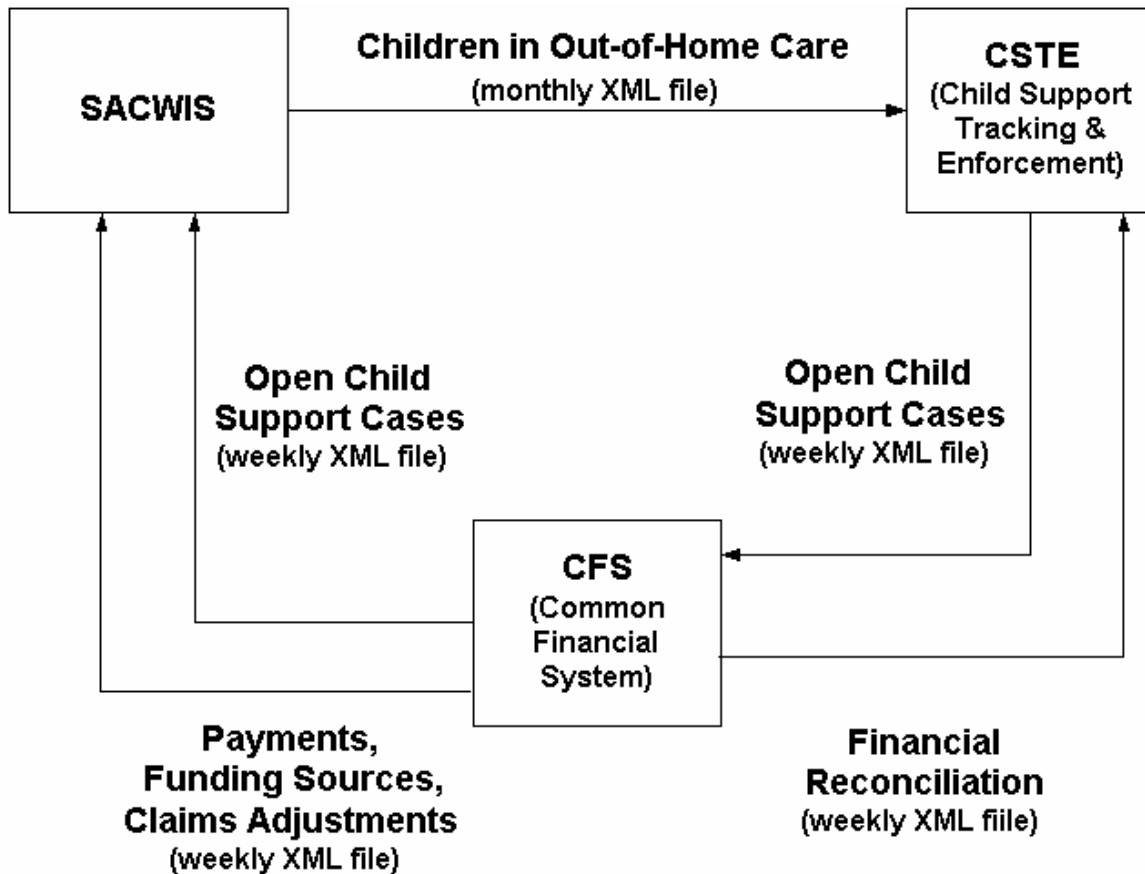 Children in Out-of-Home Care
(monthly XML file)
SACWIS
CSTE
(Child Support
Tracking &
Enforcement)
Open Child
Support Cases
(weekly XML file)
Open Child
Support Cases
(weekly XML file)
CFS
(Common
Financial
System)
Payments,
Funding Sources,
Claims Adjustments
(weekly XML file)
Financial
Reconciliation
(weekly XML fiile)